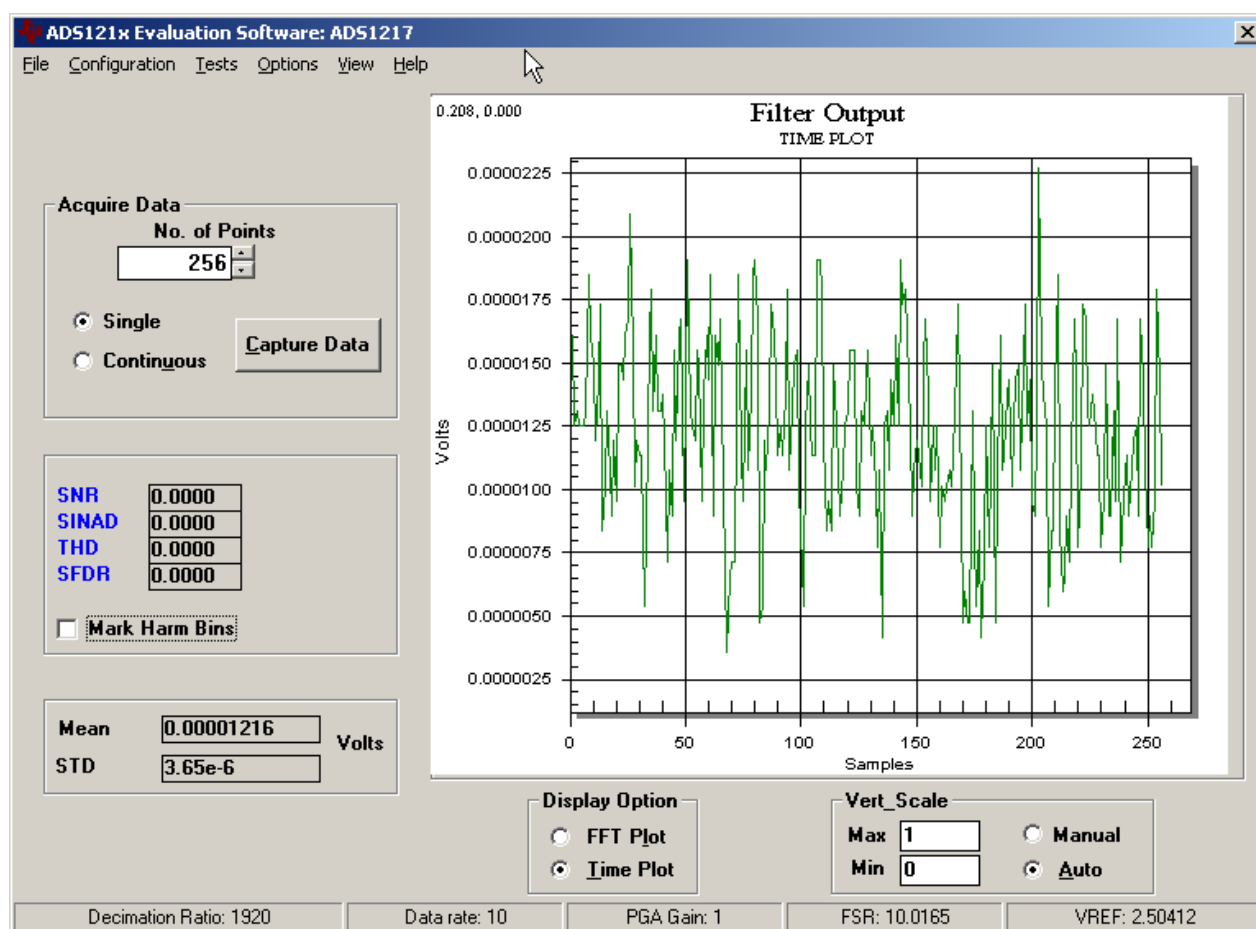 ADS121x Evaluation Software: ADS1217
File Configuration Tests Options View Help
Acquire Data
No. of Points
256
Single
Continuous
Capture Data
SNR 0.0000
SINAD 0.0000
THD 0.0000
SFDR 0.0000
Mark Harm Bins
Mean 0.00001216
STD 3.65e-6
Volts
0.208, 0.000
Filter Output
TIME PLOT
0.0000225
0.0000200
0.0000175
0.0000150
0.0000125
0.0000100
0.0000075
0.0000050
0.0000025
Volts
0 50 100 150 200 250
Samples
Display Option
FFT Plot
Time Plot
Vert_Scale
Max 1
Min 0
Manual
Auto
Decimation Ratio: 1920 Data rate: 10 PGA Gain: 1 FSR: 10.0165 VREF: 2.50412